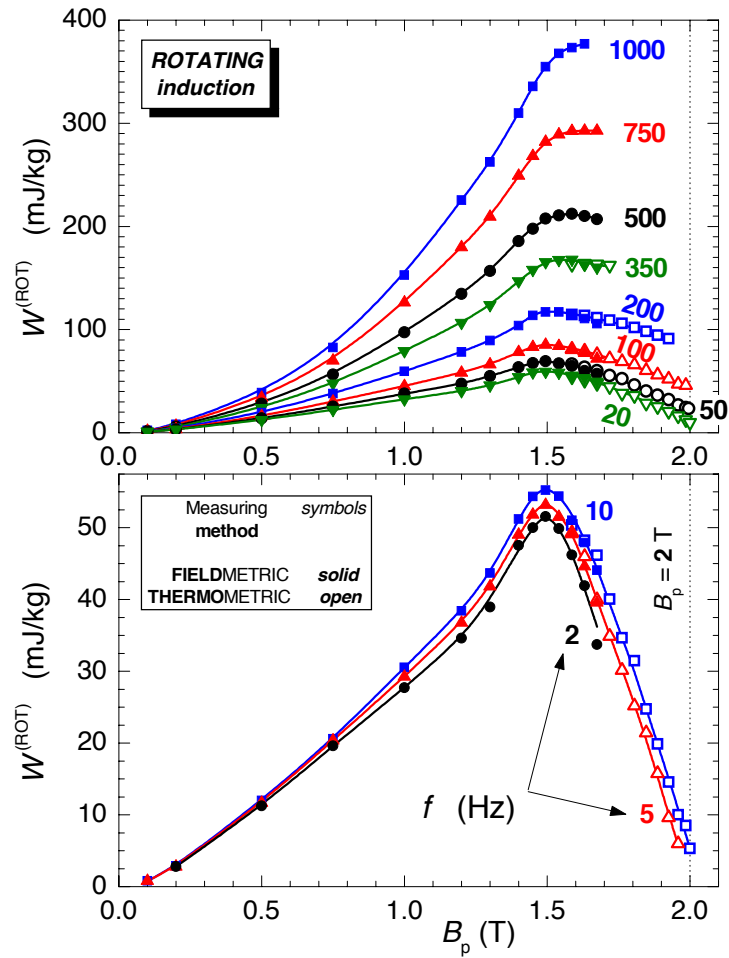 400
ROTATING
induction
1000
300
750
W(ROT) (mJ/kg)
200
500
350
200
100
100
50
20
0
0.0 0.5 1.0 1.5 2.0
Measuring symbols
method
FIELDMETRIC solid
THERMOMETRIC open
50
10
40
Bp = 2 T
W(ROT) (mJ/kg)
2
30
20
f (Hz)
5
10
0
0.0 0.5 1.0 1.5 2.0
Bp (T)